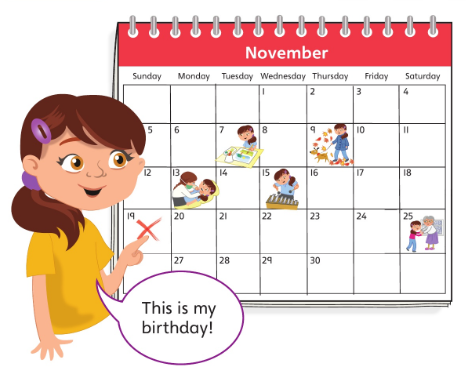 November
Sunday Monday Tuesday Wednesday Thursday Friday Saturday
1 2 3 4
5 6 7 8 9 10 11
12 13 14 15 16 17 18
19 20 21 22 23 24 25
27 28 29 30
This is my
birthday!